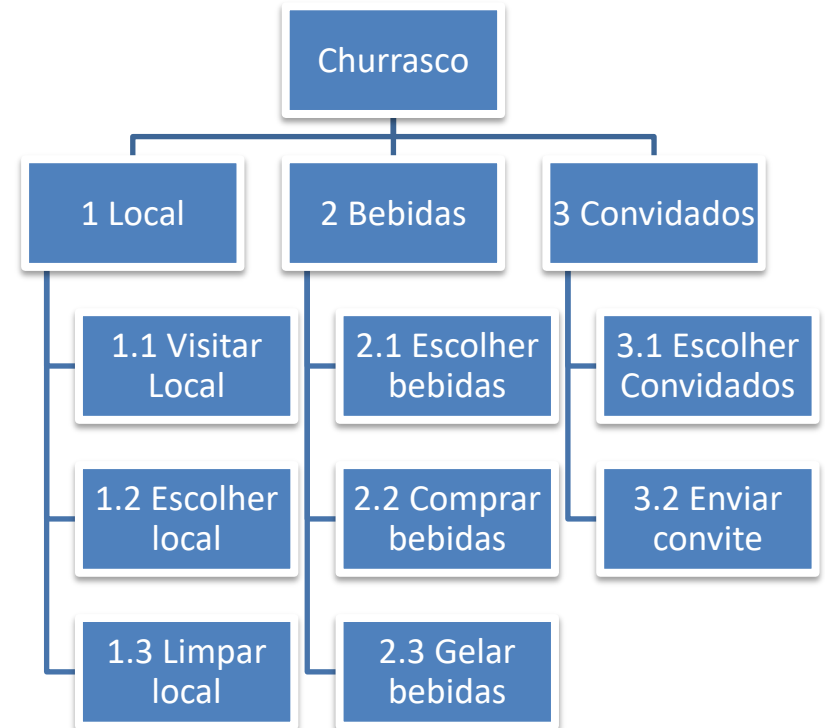 Churrasco
1 Local
2 Bebidas
3 Convidados
1.1 Visitar
Local
2.1 Escolher
bebidas
3.1 Escolher
Convidados
1.2 Escolher
local
2.2 Comprar
bebidas
3.2 Enviar
convite
1.3 Limpar
local
2.3 Gelar
bebidas